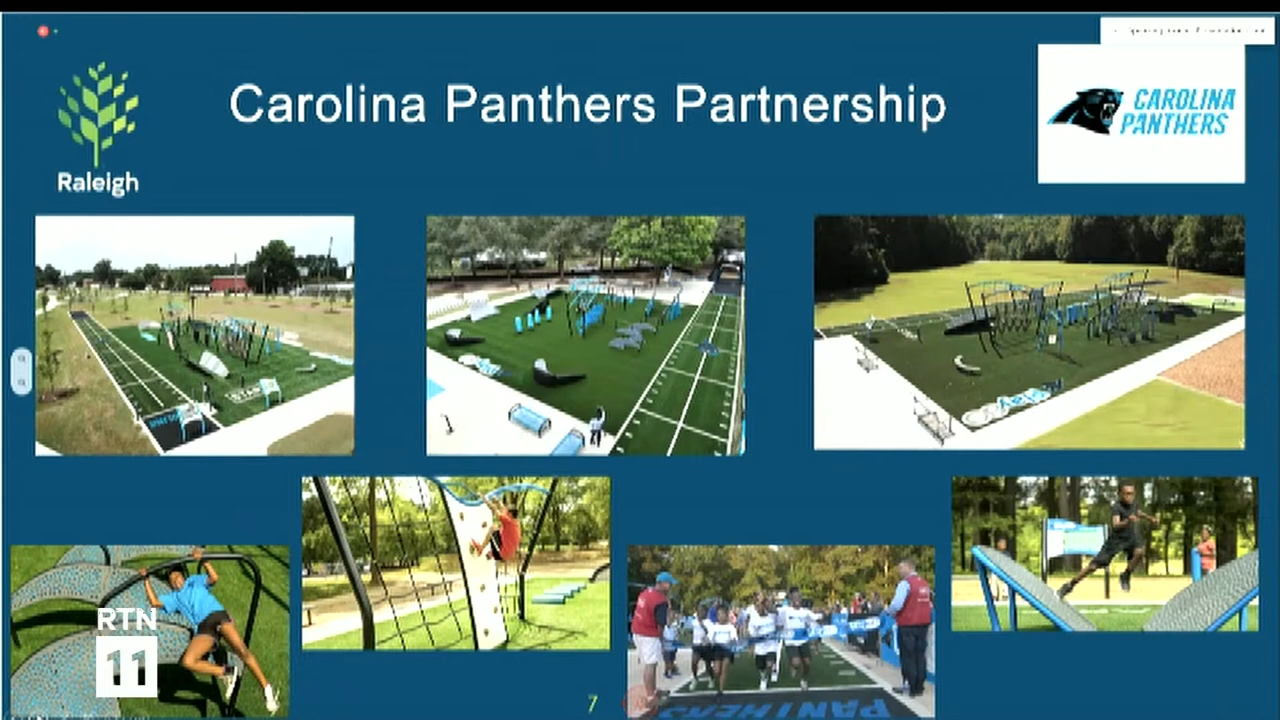 Carolina Panthers Partnership
Raleigh
CAROLINA
PANTHERS
RTN
11
7
PANTHERS